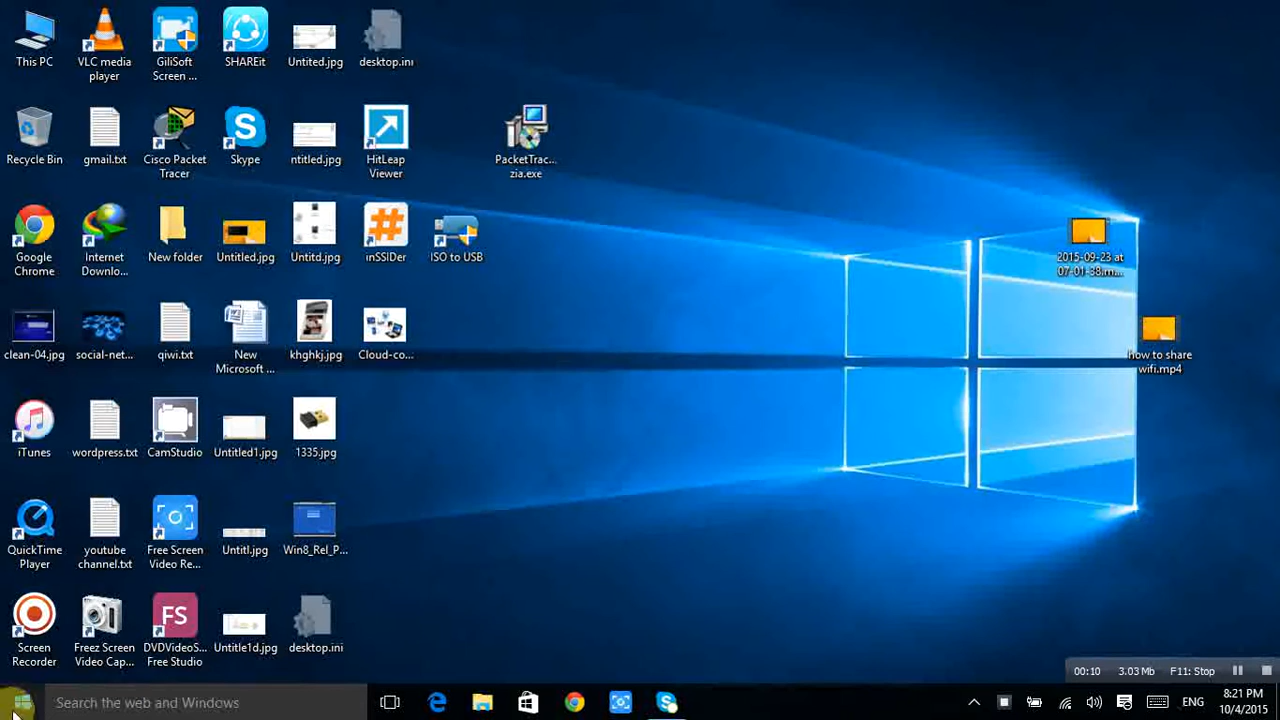 This PC
VLC media
player
GiliSoft
Screen ...
SHAREit
Untited.jpg
desktop.ini
Recycle Bin
gmail.txt
Cisco Packet
Tracer
Skype
ntitled.jpg
HitLeap
Viewer
PacketTrac...
zia.exe
Google
Chrome
Internet
Downlo...
New folder
Untitled.jpg
Untitd.jpg
inSSIDer
ISO to USB
2015-09-23 at
07-01-38.m...
clean-04.jpg
social-net...
qiwi.txt
New
Microsoft ...
khghkj.jpg
Cloud-co...
how to share
wifi.mp4
iTunes
wordpress.txt
CamStudio
Untitled1.jpg
1335.jpg
QuickTime
Player
youtube
channel.txt
Free Screen
Video Re...
Untitl.jpg
Win8_Rel_P...
Screen
Recorder
Freez Screen
Video Cap...
FS
DVDVideoS...
Free Studio
Untitle1d.jpg
desktop.ini
00:10 3.03 Mb F11: Stop
Search the web and Windows
ENG
8:21 PM
10/4/2015